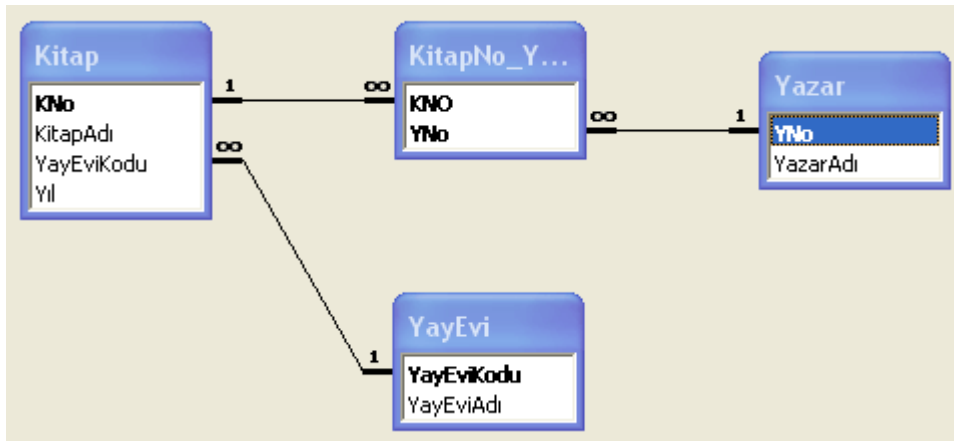 Kitap
KNo
KitapAdı
YayEviKodu
Yıl
1
∞
KitapNo_Y...
KNO
YNo
∞
1
Yazar
YNo
YazarAdı
∞
1
YayEvi
YayEviKodu
YayEviAdı